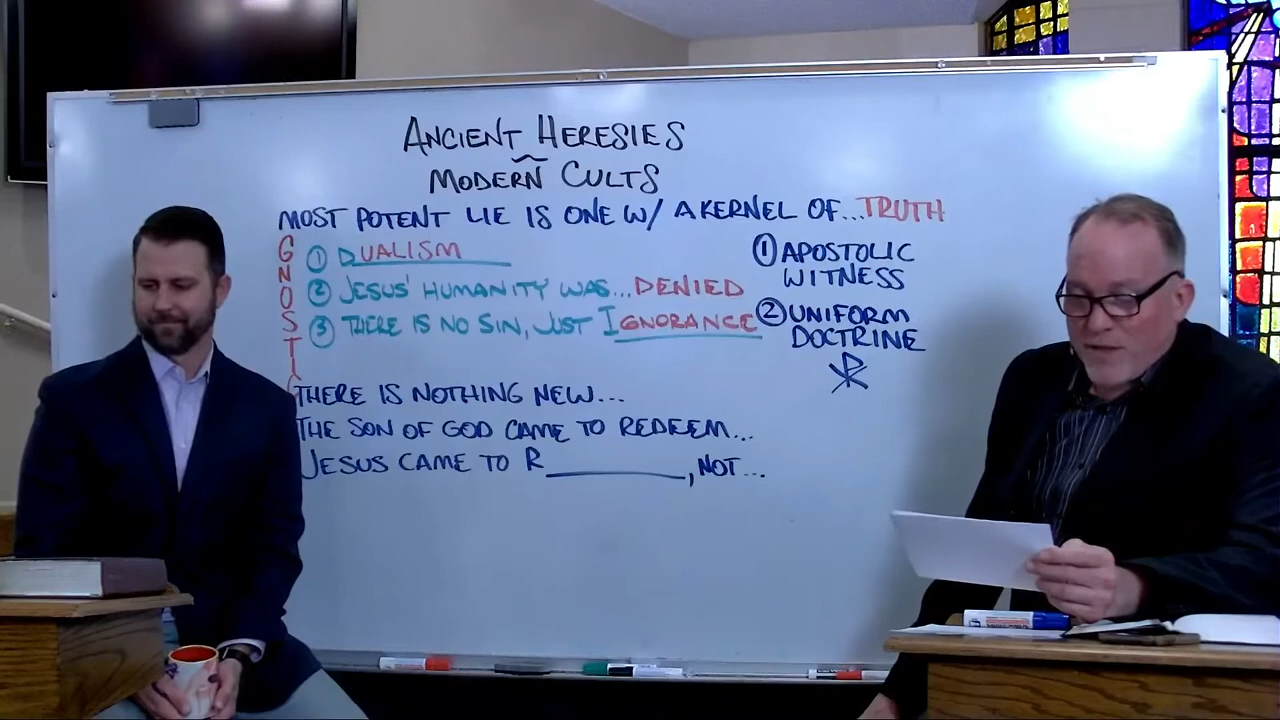 ANCIENT HERESIES
~
MODERN CULTS
MOST POTENT LIE IS ONE W/ A KERNEL OF...TRUTH
GNOSTIC
① DUALISM
② JESUS' HUMANITY WAS...DENIED
③ THERE IS NO SIN, JUST IGNORANCE
① APOSTOLIC
WITNESS
② UNIFORM
DOCTRINE
☧
THERE IS NOTHING NEW...
THE SON OF GOD CAME TO REDEEM...
JESUS CAME TO R________, NOT...